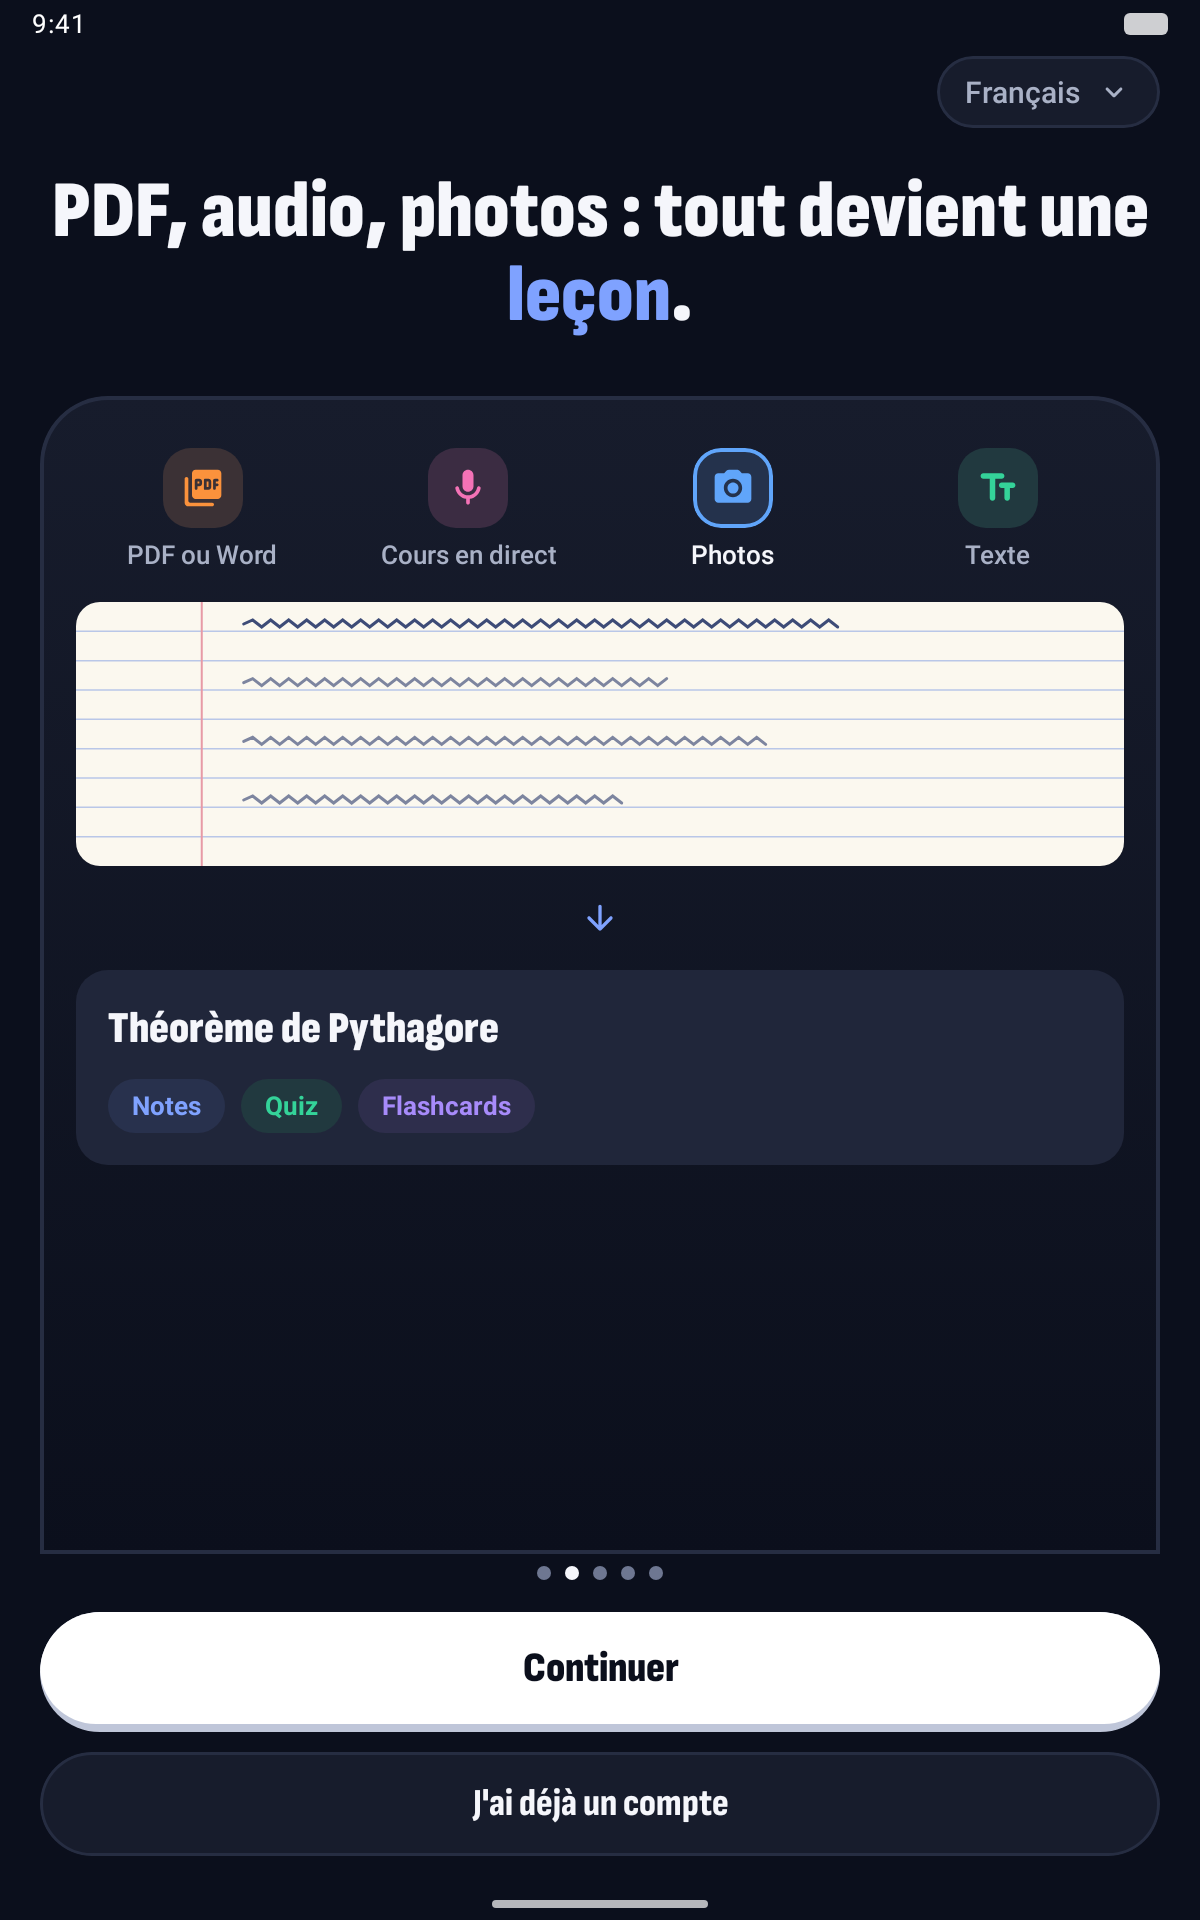 9:41
Français
PDF, audio, photos : tout devient une
leçon.
PDF
PDF ou Word
Cours en direct
Photos
Tт
Texte
Théorème de Pythagore
Notes
Quiz
Flashcards
Continuer
J'ai déjà un compte